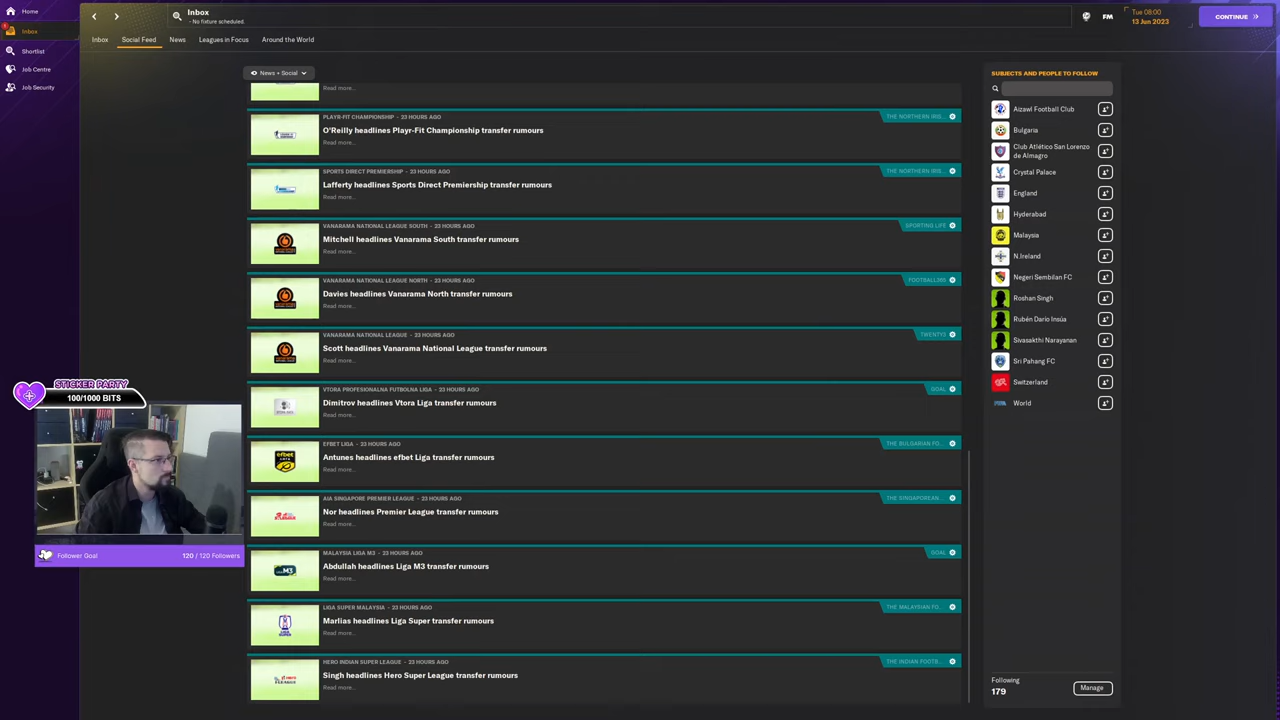 Home
Inbox
Shortlist
Job Centre
Job Security
Inbox
- No fixture scheduled.
FM
Tue 08:00
13 Jun 2023
CONTINUE
Inbox
Social Feed
News
Leagues in Focus
Around the World
News + Social
Read more...
PLAYR-FIT CHAMPIONSHIP - 23 HOURS AGO
THE NORTHERN IRIS...
O'Reilly headlines Playr-Fit Championship transfer rumours
Read more...
SPORTS DIRECT PREMIERSHIP - 23 HOURS AGO
THE NORTHERN IRIS...
Lafferty headlines Sports Direct Premiership transfer rumours
Read more...
VANARAMA NATIONAL LEAGUE SOUTH - 23 HOURS AGO
SPORTING LIFE
Mitchell headlines Vanarama South transfer rumours
Read more...
VANARAMA NATIONAL LEAGUE NORTH - 23 HOURS AGO
FOOTBALL365
Davies headlines Vanarama North transfer rumours
Read more...
VANARAMA NATIONAL LEAGUE - 23 HOURS AGO
TWENTY3
Scott headlines Vanarama National League transfer rumours
Read more...
VTORA PROFESIONALNA FUTBOLNA LIGA - 23 HOURS AGO
GOAL
Dimitrov headlines Vtora Liga transfer rumours
Read more...
EFBET LIGA - 23 HOURS AGO
THE BULGARIAN FO...
Antunes headlines efbet Liga transfer rumours
Read more...
AIA SINGAPORE PREMIER LEAGUE - 23 HOURS AGO
THE SINGAPOREAN...
Nor headlines Premier League transfer rumours
Read more...
MALAYSIA LIGA M3 - 23 HOURS AGO
GOAL
Abdullah headlines Liga M3 transfer rumours
Read more...
LIGA SUPER MALAYSIA - 23 HOURS AGO
THE MALAYSIAN FO...
Marlias headlines Liga Super transfer rumours
Read more...
HERO INDIAN SUPER LEAGUE - 23 HOURS AGO
THE INDIAN FOOTB...
Singh headlines Hero Super League transfer rumours
Read more...
SUBJECTS AND PEOPLE TO FOLLOW
Aizawl Football Club
Bulgaria
Club Atlético San Lorenzo
de Almagro
Crystal Palace
England
Hyderabad
Malaysia
N.Ireland
Negeri Sembilan FC
Roshan Singh
Rubén Darío Insúa
Sivasakthi Narayanan
Sri Pahang FC
Switzerland
World
Following
179
Manage
STICKER PARTY
100/1000 BITS
Follower Goal
120 / 120 Followers